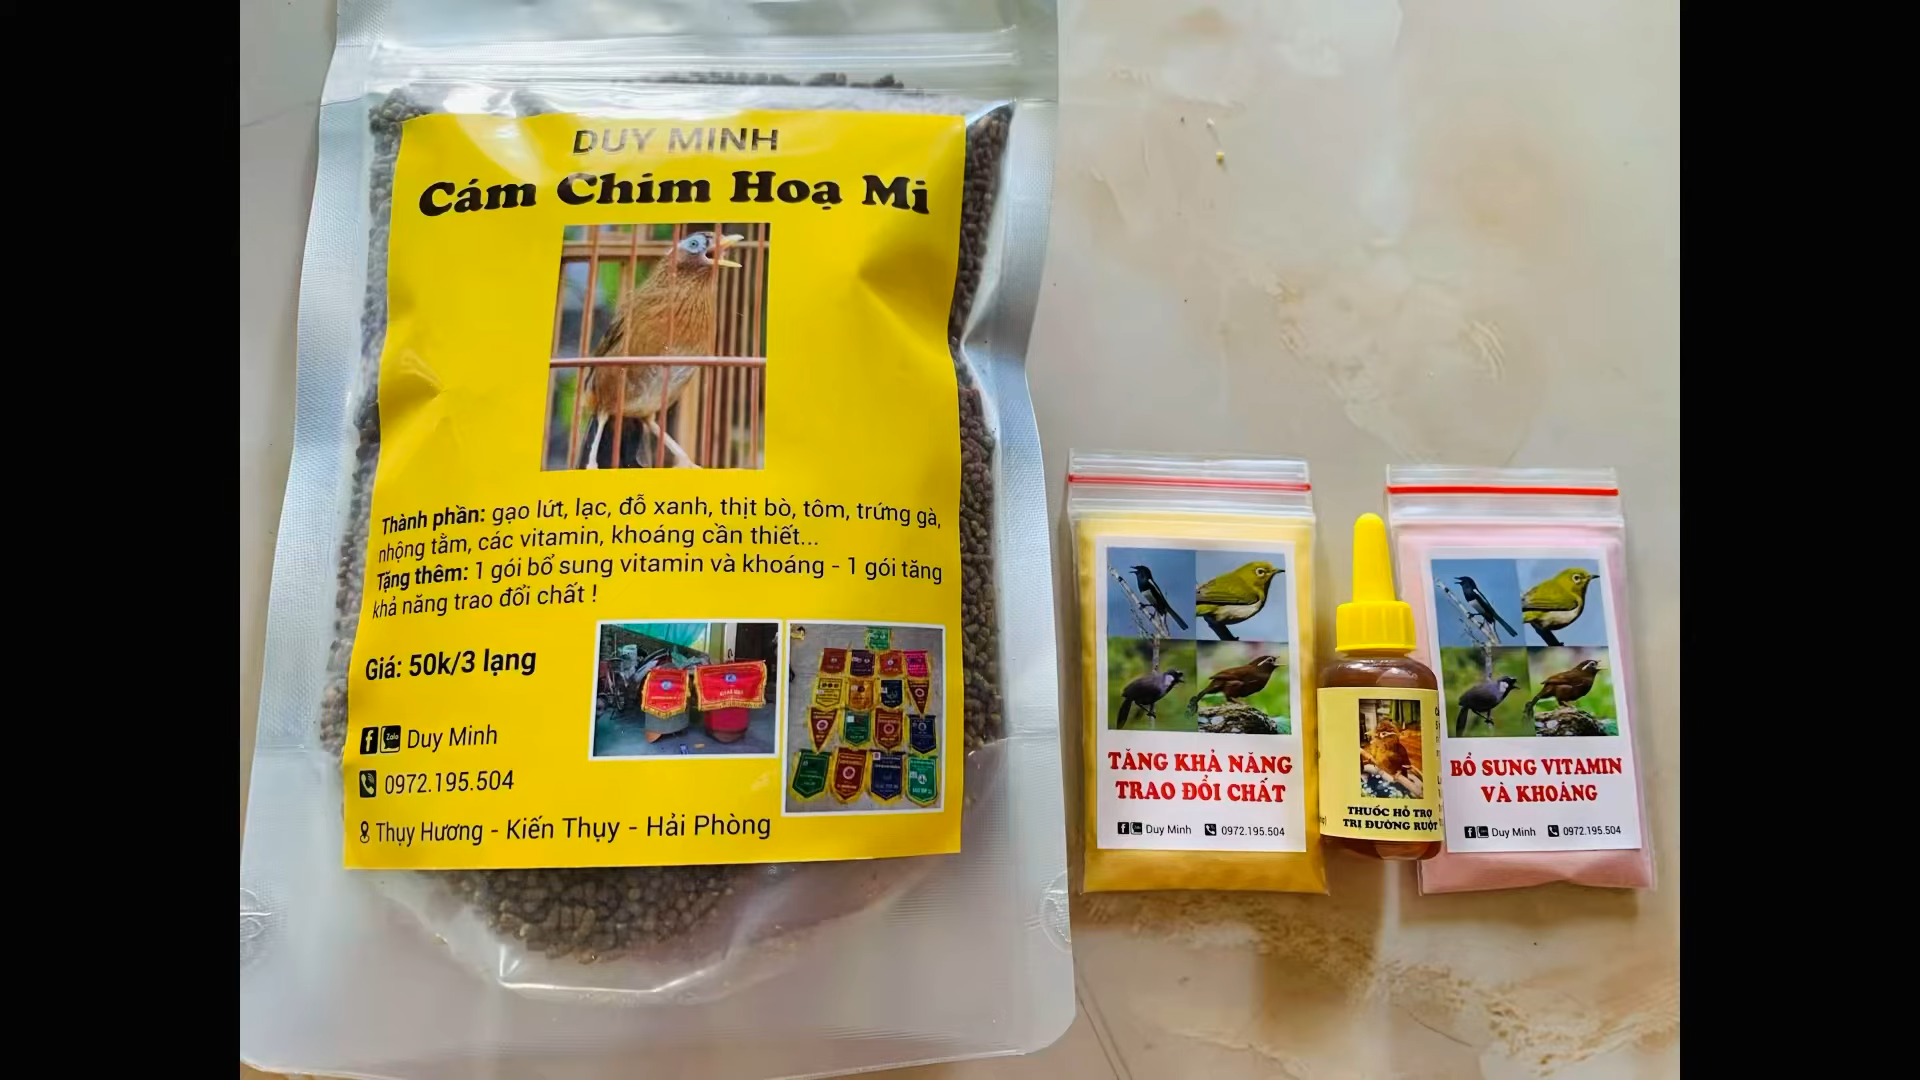 DUY MINH
Cám Chim Hoạ Mi
Thành phần: gạo lứt, lạc, đỗ xanh, thịt bò, tôm, trứng gà,
nhộng tằm, các vitamin, khoáng cần thiết...
Tặng thêm: 1 gói bổ sung vitamin và khoáng - 1 gói tăng
khả năng trao đổi chất !
Giá: 50k/3 lạng
Zalo Duy Minh
0972.195.504
Thụy Hương - Kiến Thụy - Hải Phòng
TĂNG KHẢ NĂNG
TRAO ĐỔI CHẤT
Duy Minh 0972.195.504
THUỐC HỖ TRỢ
TRỊ ĐƯỜNG RUỘT
BỔ SUNG VITAMIN
VÀ KHOÁNG
Duy Minh 0972.195.504